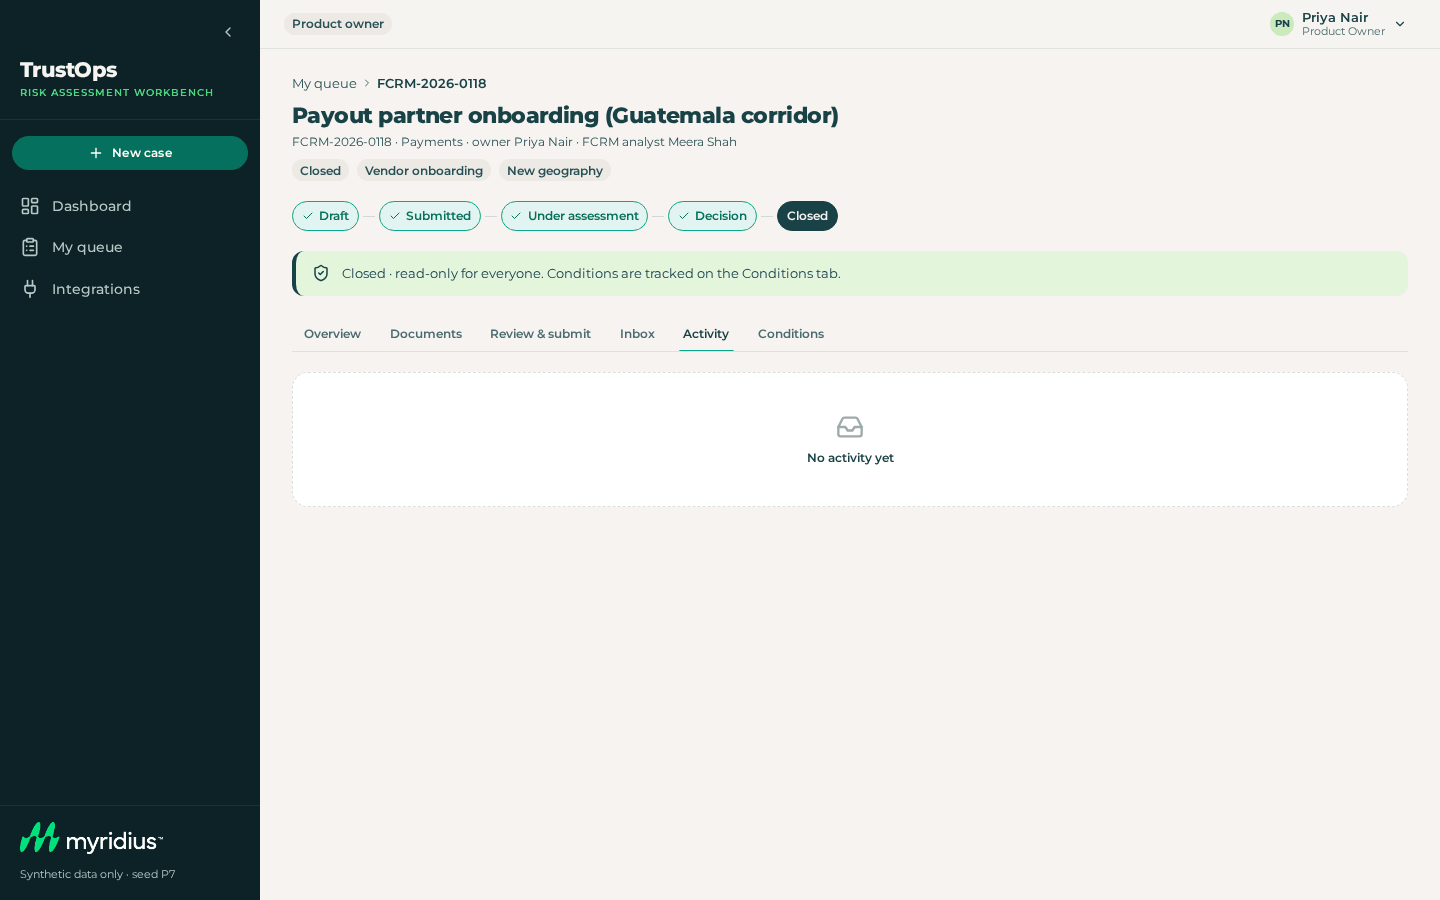 Product owner
PN
Priya Nair
Product Owner
TrustOps
RISK ASSESSMENT WORKBENCH
New case
Dashboard
My queue
Integrations
My queue > FCRM-2026-0118
Payout partner onboarding (Guatemala corridor)
FCRM-2026-0118 · Payments · owner Priya Nair · FCRM analyst Meera Shah
Closed Vendor onboarding New geography
Draft Submitted Under assessment Decision Closed
Closed · read-only for everyone. Conditions are tracked on the Conditions tab.
Overview Documents Review & submit Inbox Activity Conditions
No activity yet
myridius™
Synthetic data only · seed P7